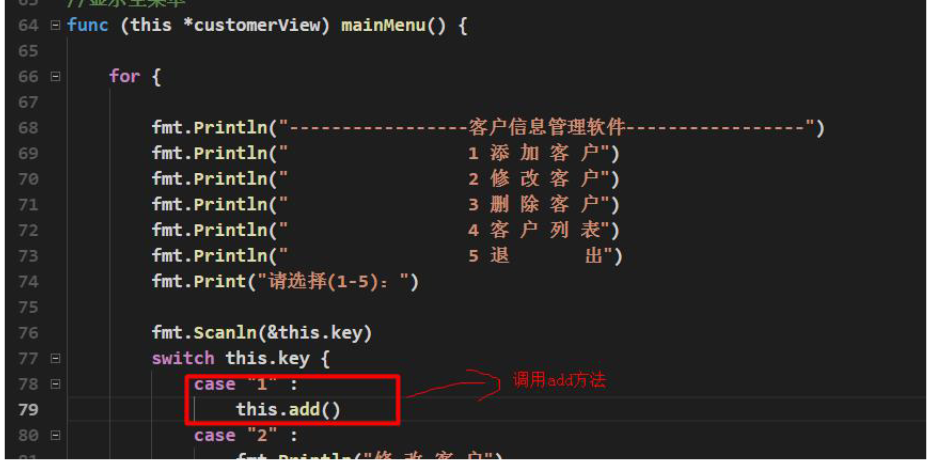 63 //显示主菜单
64 func (this *customerView) mainMenu() {
65
66 for {
67
68 fmt.Println("-----------------客户信息管理软件-----------------")
69 fmt.Println("                 1 添 加 客 户")
70 fmt.Println("                 2 修 改 客 户")
71 fmt.Println("                 3 删 除 客 户")
72 fmt.Println("                 4 客 户 列 表")
73 fmt.Println("                 5 退       出")
74 fmt.Print("请选择(1-5)：")
75
76 fmt.Scanln(&this.key)
77 switch this.key {
78 case "1" :
调用add方法
79 this.add()
80 case "2" :
81 fmt.Println("修 改 客 户")